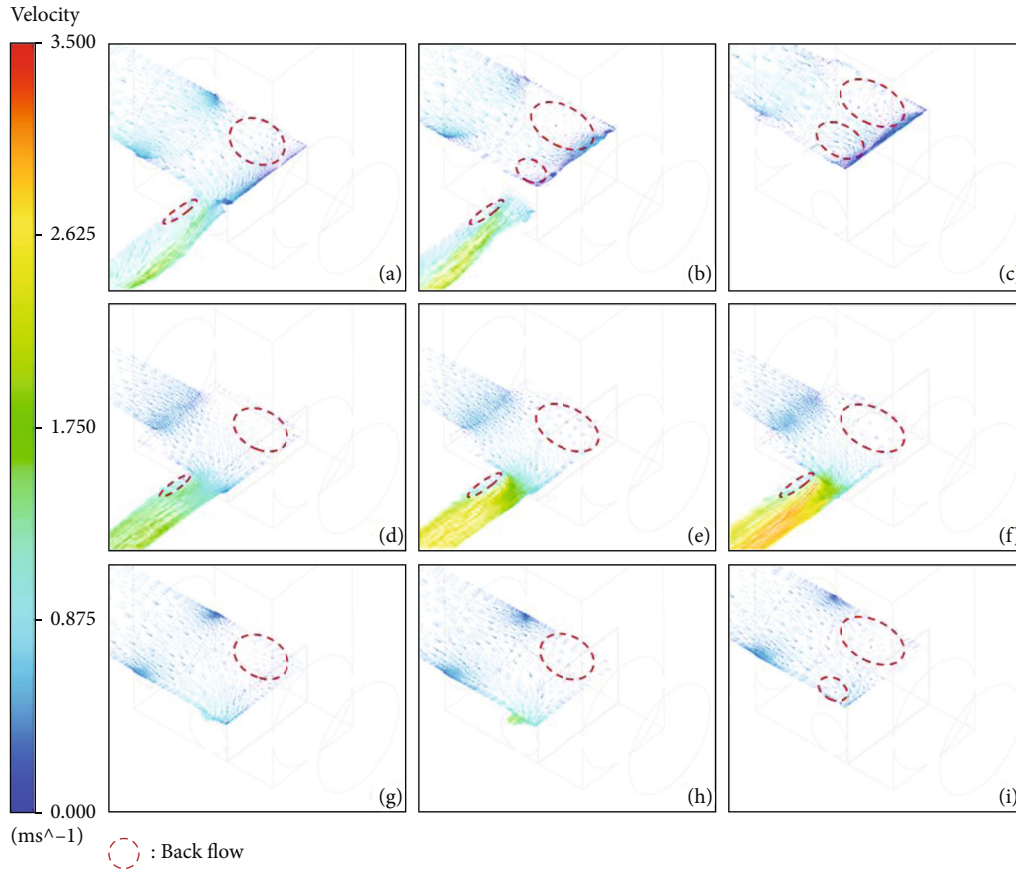 Velocity
3.500
2.625
1.750
0.875
0.000
(ms^–1)
(a)
(b)
(c)
(d)
(e)
(f)
(g)
(h)
(i)
: Back flow